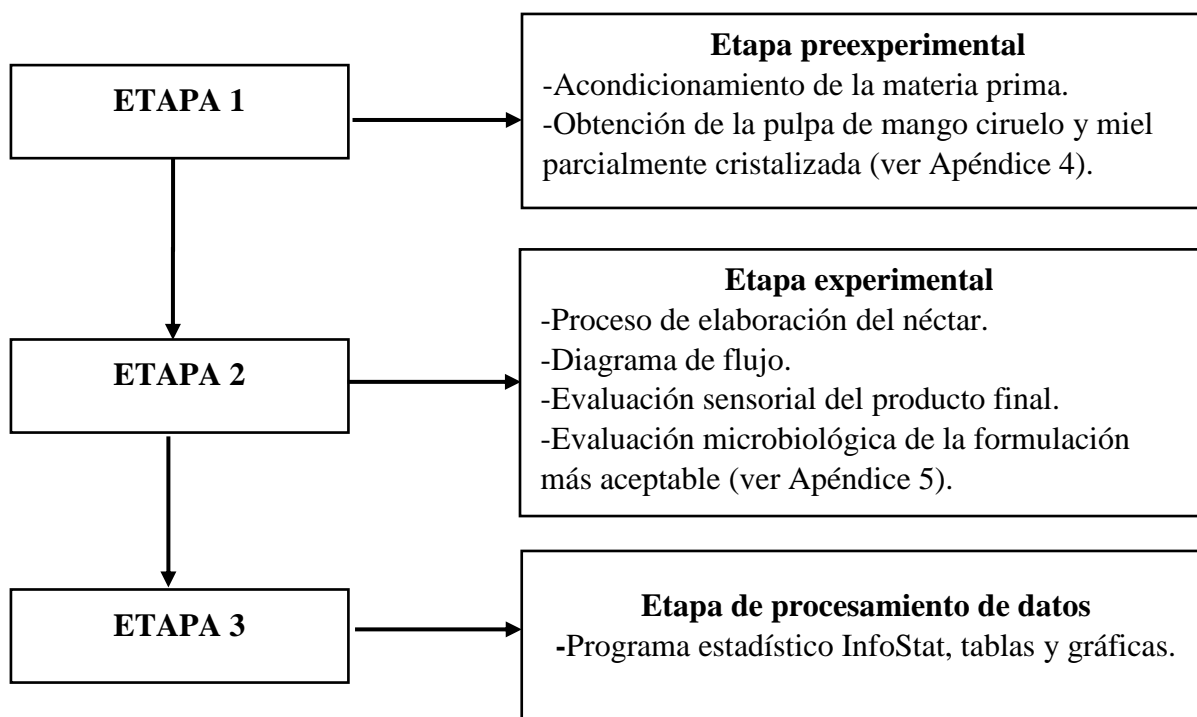 ETAPA 1
Etapa preexperimental
-Acondicionamiento de la materia prima.
-Obtención de la pulpa de mango ciruelo y miel
parcialmente cristalizada (ver Apéndice 4).
ETAPA 2
Etapa experimental
-Proceso de elaboración del néctar.
-Diagrama de flujo.
-Evaluación sensorial del producto final.
-Evaluación microbiológica de la formulación
más aceptable (ver Apéndice 5).
ETAPA 3
Etapa de procesamiento de datos
-Programa estadístico InfoStat, tablas y gráficas.